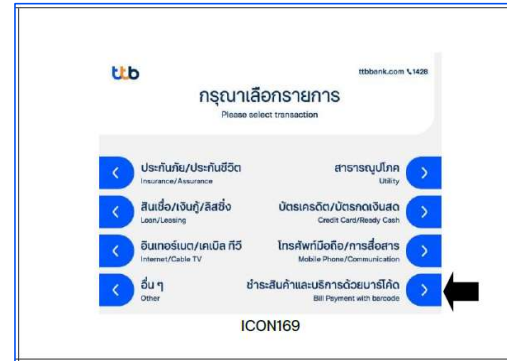 ttb
ttbbank.com 1428
กรุณาเลือกรายการ
Please select transaction
ประกันภัย/ประกันชีวิต
Insurance/Assurance
สาธารณูปโภค
Utility
สินเชื่อ/เงินกู้/ลีสซิ่ง
Loan/Leasing
บัตรเครดิต/บัตรกดเงินสด
Credit Card/Ready Cash
อินเทอร์เนต/เคเบิล ทีวี
Internet/Cable TV
โทรศัพท์มือถือ/การสื่อสาร
Mobile Phone/Communication
อื่น ๆ
Other
ชำระสินค้าและบริการด้วยบาร์โค้ด
Bill Payment with barcode
ICON169